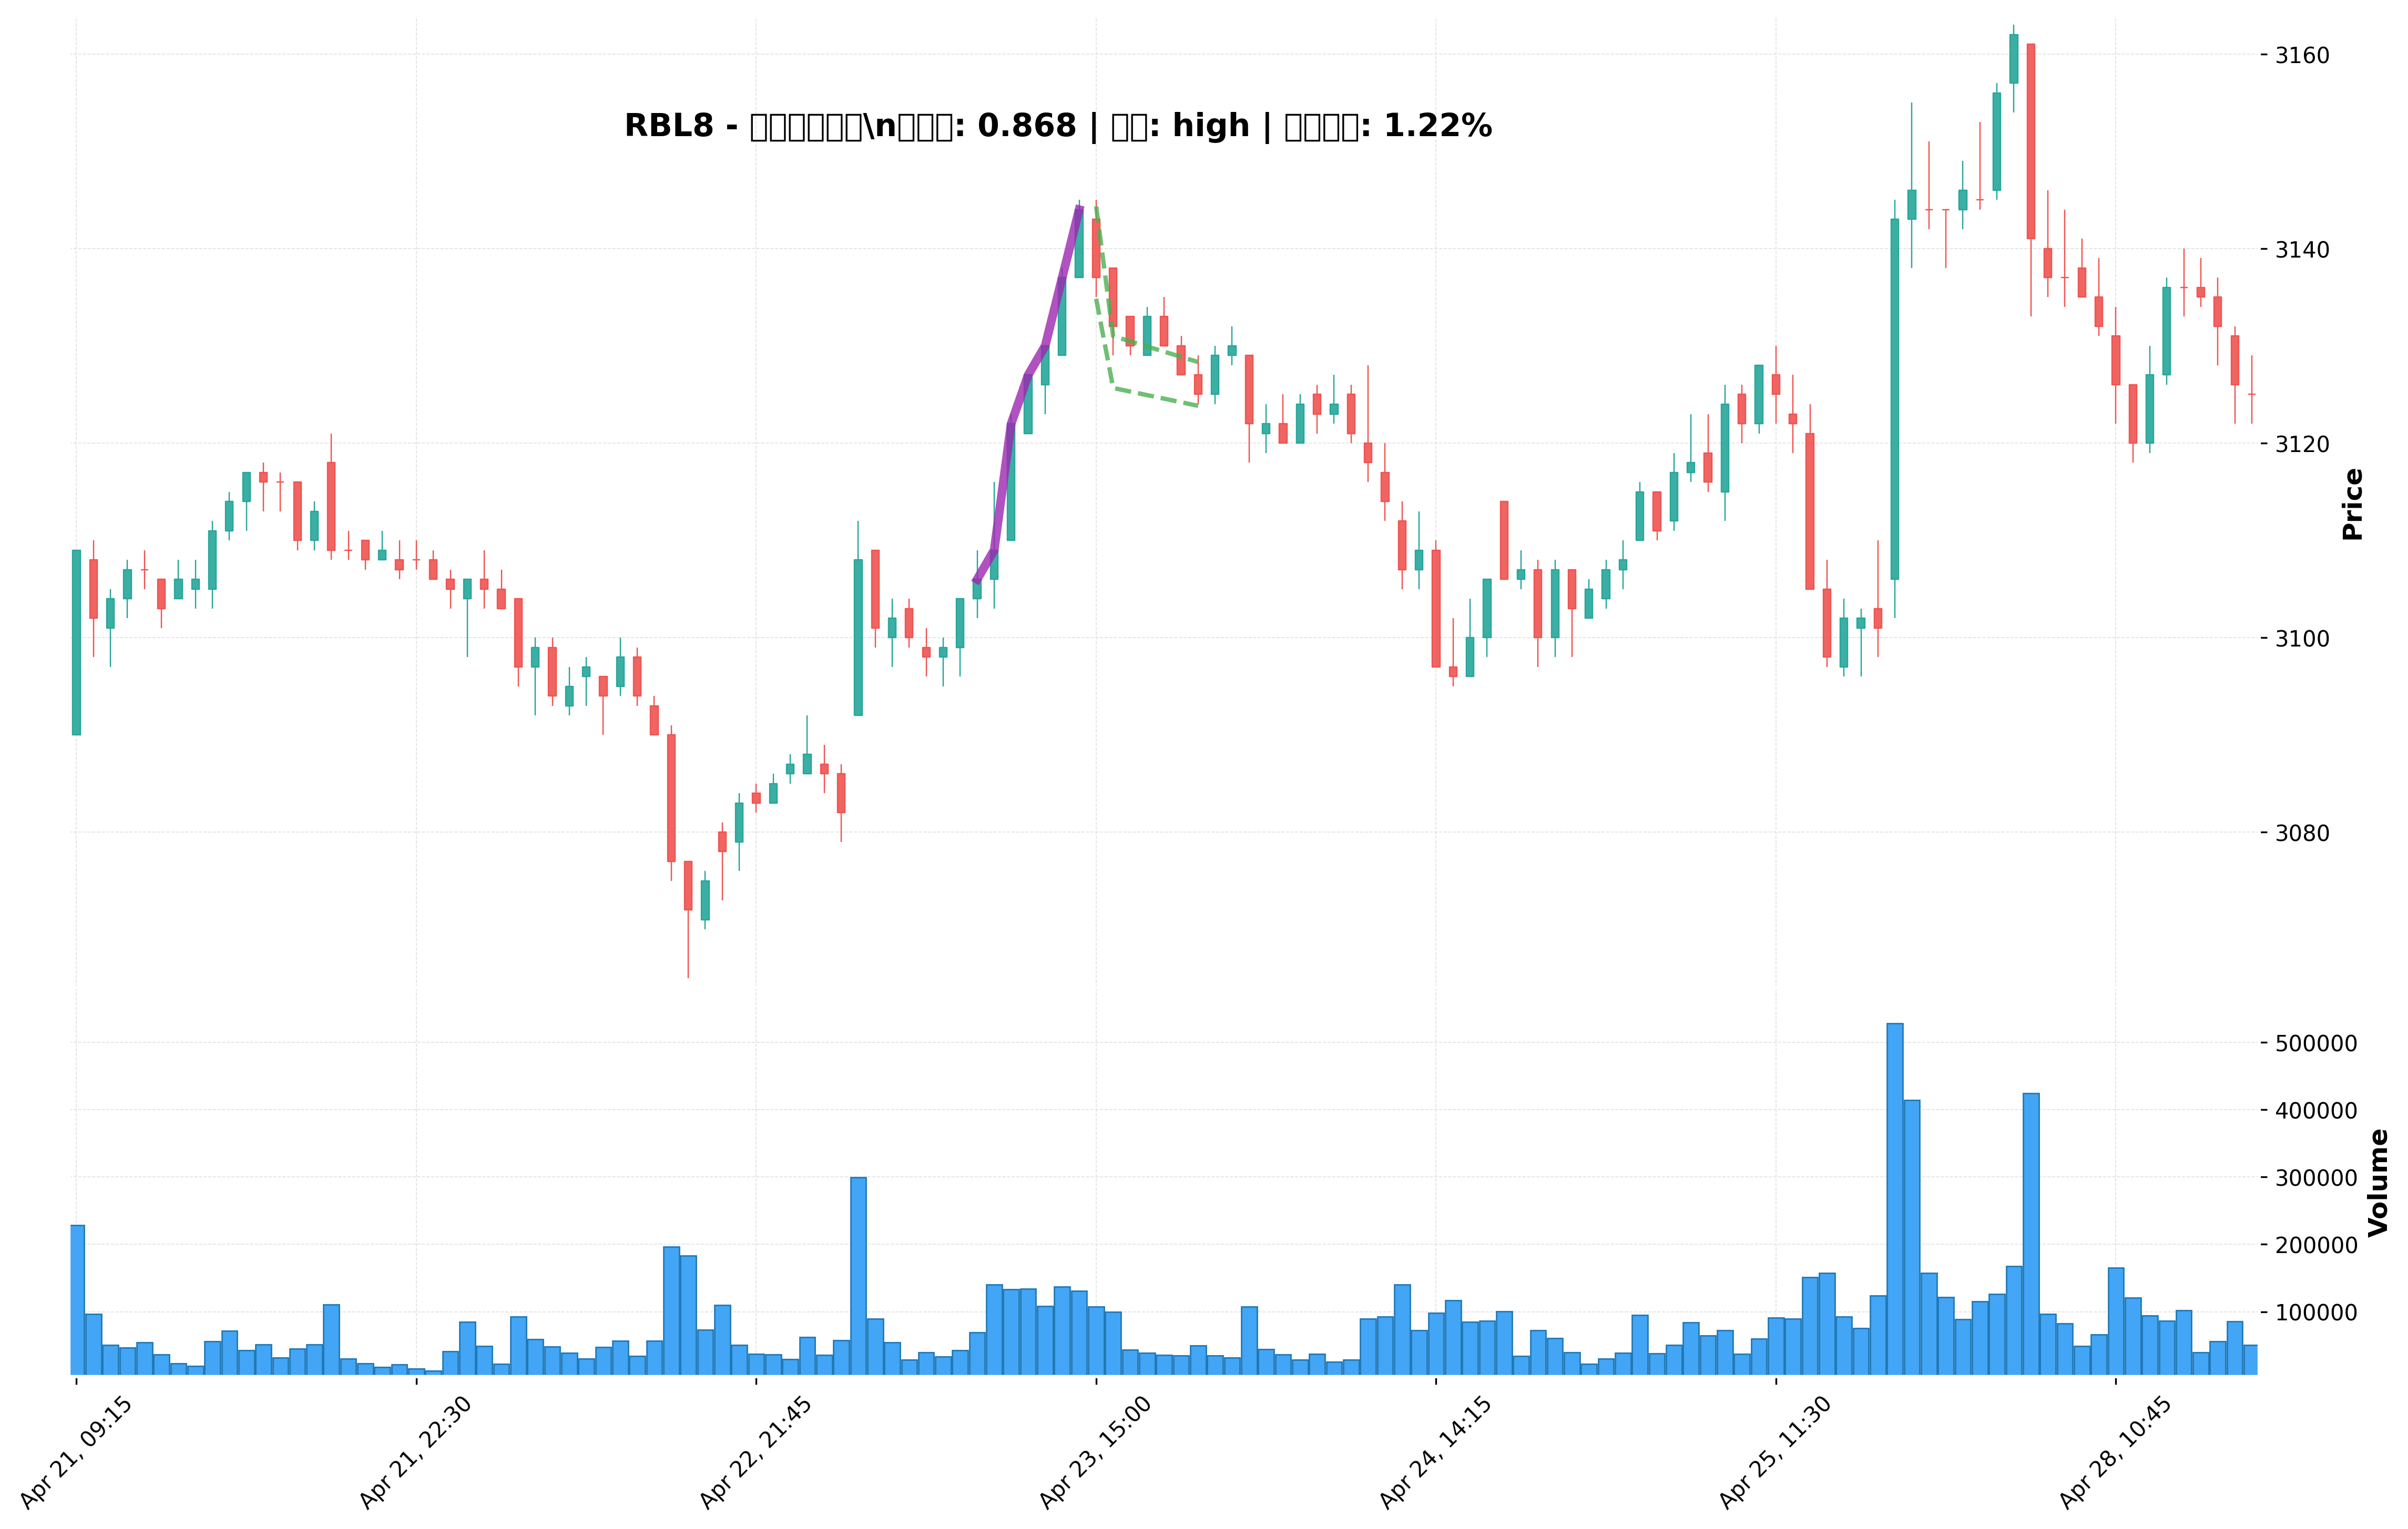 RBL8 - □□□□□□\n□□□: 0.868 | □□: high | □□□□: 1.22%
3160
3140
3120
3100
3080
Price
500000
400000
300000
200000
100000
Volume
Apr 21, 09:15
Apr 21, 22:30
Apr 22, 21:45
Apr 23, 15:00
Apr 24, 14:15
Apr 25, 11:30
Apr 28, 10:45